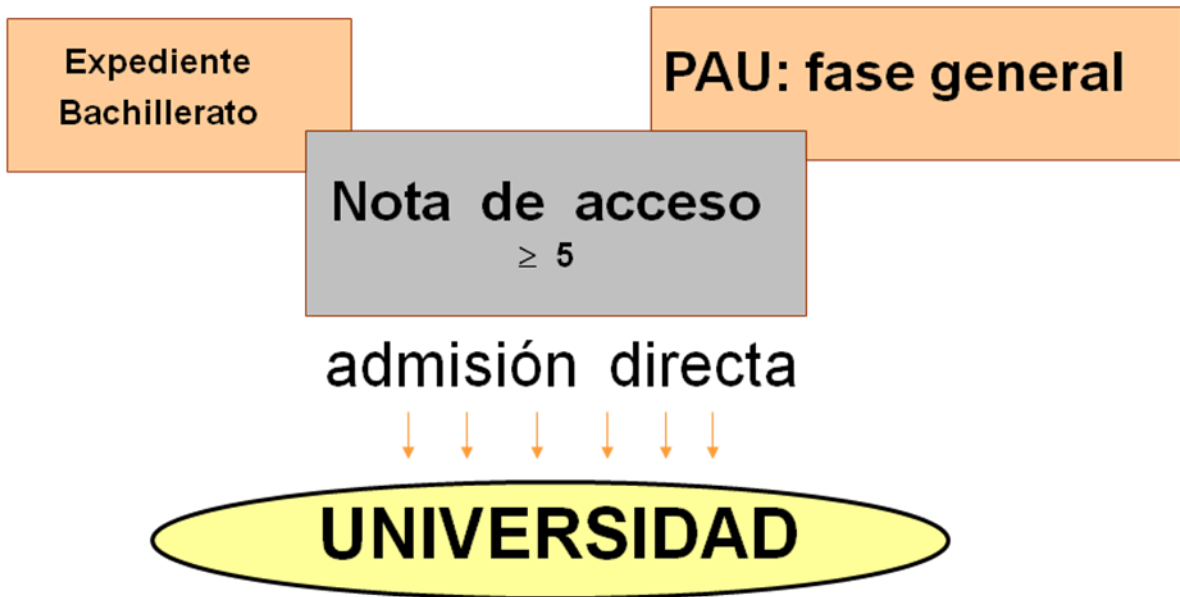 Expediente
Bachillerato
PAU: fase general
Nota de acceso
≥ 5
admisión directa
UNIVERSIDAD